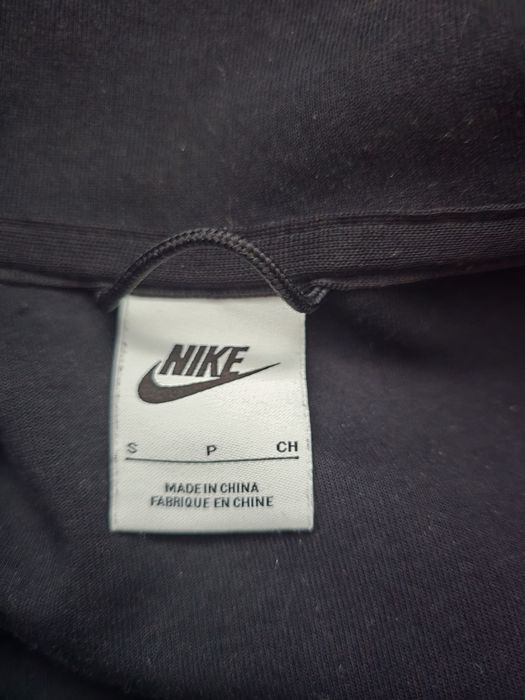 NIKE
S P CH
MADE IN CHINA
FABRIQUE EN CHINE